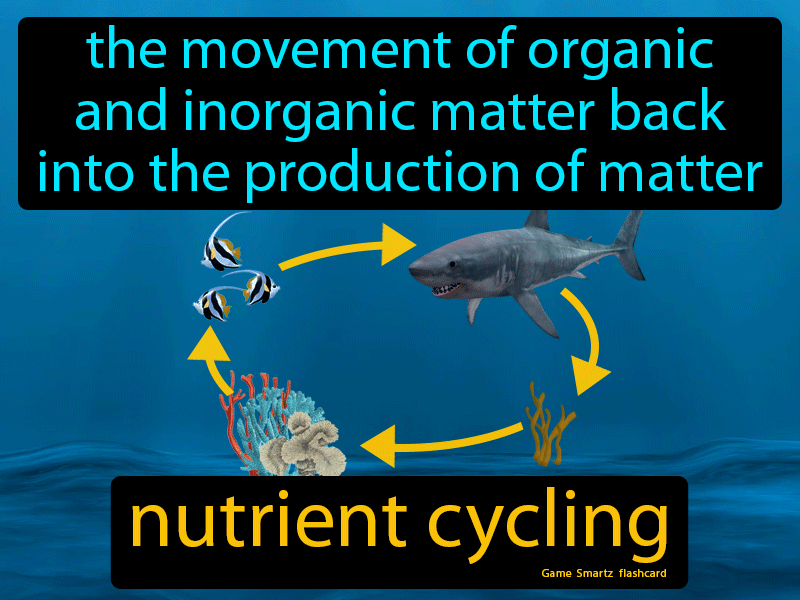 the movement of organic
and inorganic matter back
into the production of matter
nutrient cycling
Game Smartz flashcard